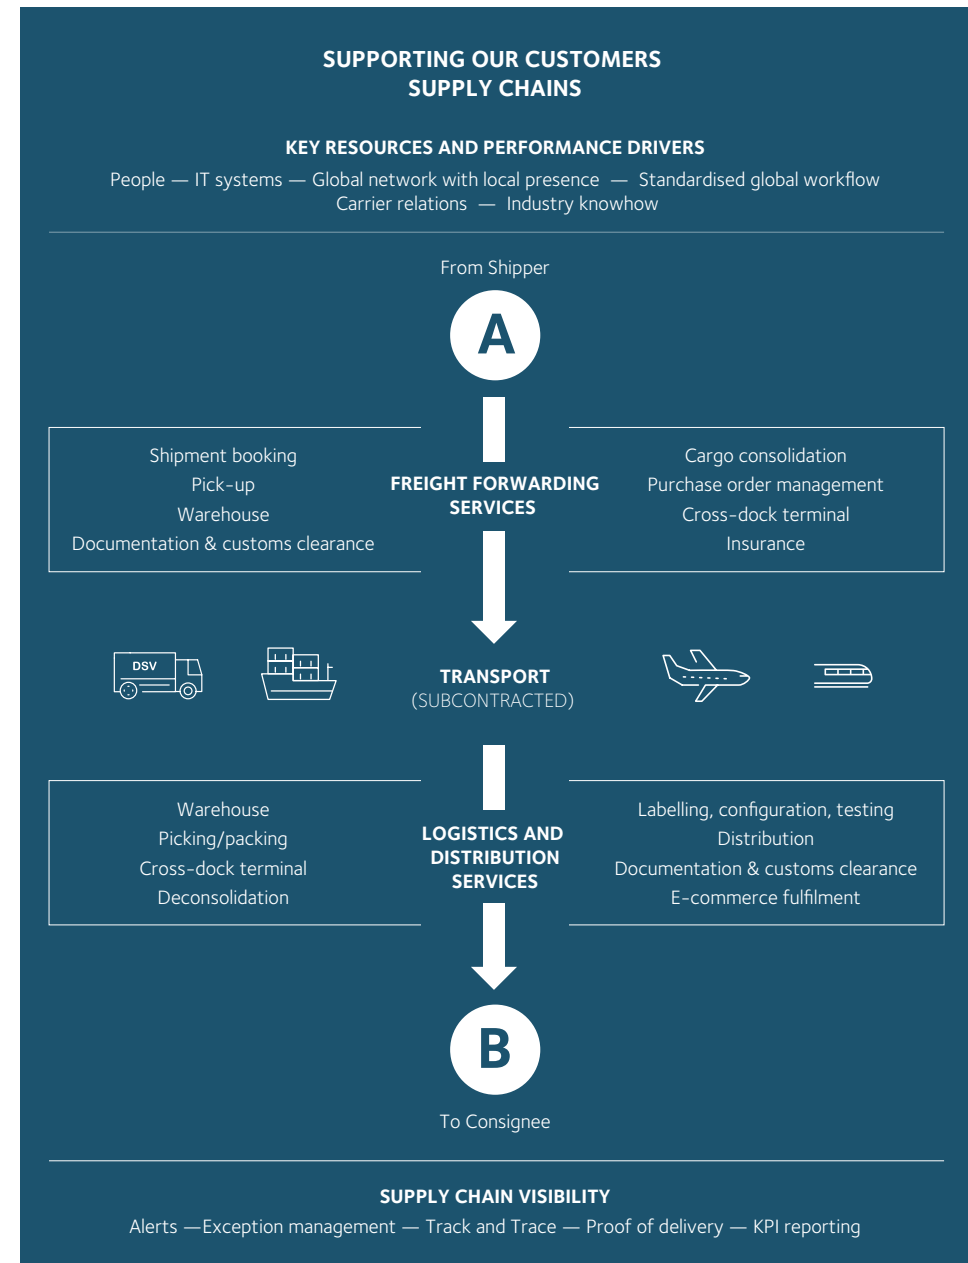 SUPPORTING OUR CUSTOMERS
SUPPLY CHAINS
KEY RESOURCES AND PERFORMANCE DRIVERS
People — IT systems — Global network with local presence — Standardised global workflow
Carrier relations — Industry knowhow
From Shipper
A
Shipment booking
Pick-up
Warehouse
Documentation & customs clearance
FREIGHT FORWARDING
SERVICES
Cargo consolidation
Purchase order management
Cross-dock terminal
Insurance
DSV
TRANSPORT
(SUBCONTRACTED)
Warehouse
Picking/packing
Cross-dock terminal
Deconsolidation
LOGISTICS AND
DISTRIBUTION
SERVICES
Labelling, configuration, testing
Distribution
Documentation & customs clearance
E-commerce fulfilment
B
To Consignee
SUPPLY CHAIN VISIBILITY
Alerts —Exception management — Track and Trace — Proof of delivery — KPI reporting